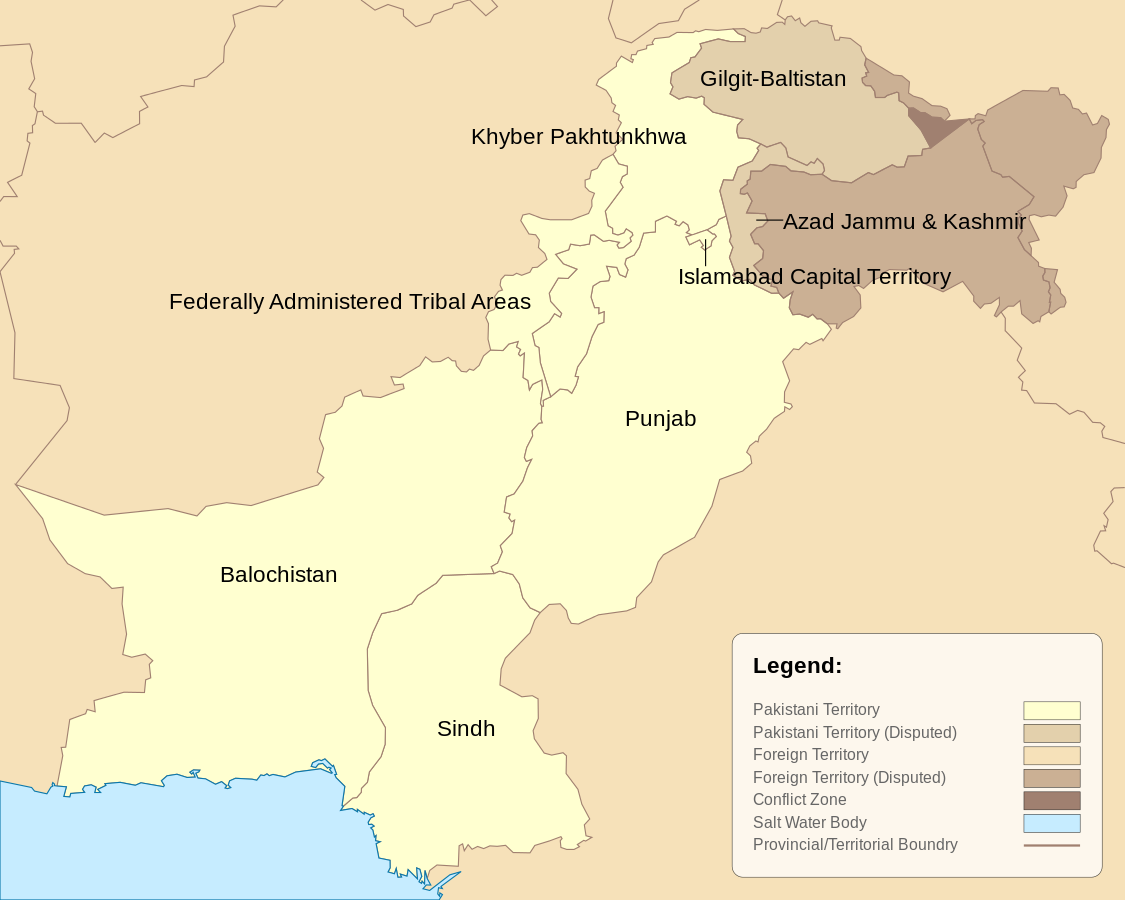 Gilgit-Baltistan
Khyber Pakhtunkhwa
Azad Jammu & Kashmir
Islamabad Capital Territory
Federally Administered Tribal Areas
Punjab
Balochistan
Sindh
Legend:
Pakistani Territory
Pakistani Territory (Disputed)
Foreign Territory
Foreign Territory (Disputed)
Conflict Zone
Salt Water Body
Provincial/Territorial Boundry